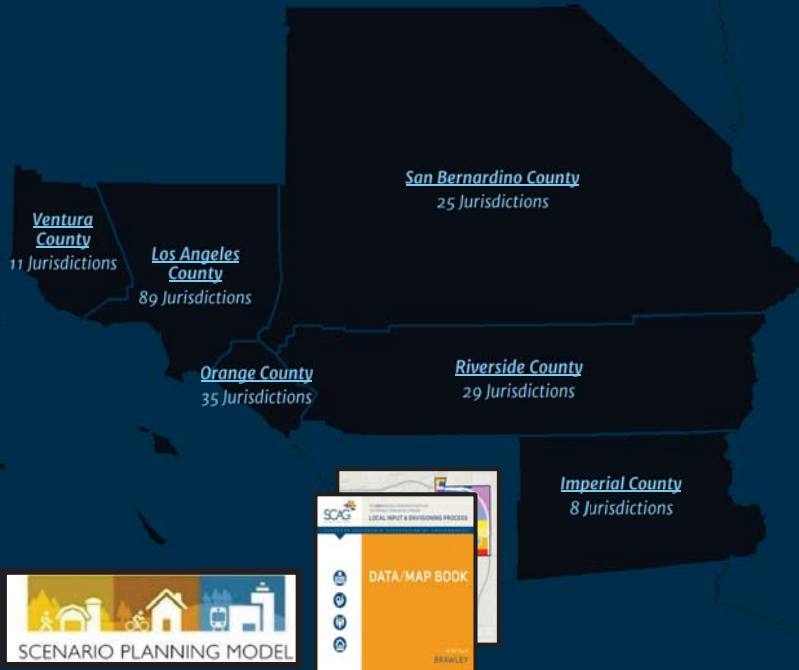 San Bernardino County
25 Jurisdictions
Ventura
County
11 Jurisdictions
Los Angeles
County
89 Jurisdictions
Orange County
35 Jurisdictions
Riverside County
29 Jurisdictions
Imperial County
8 Jurisdictions
SCAG
LOCAL INPUT & ENVISIONING PROCESS
DATA/MAP BOOK
BRAWLEY
SCENARIO PLANNING MODEL